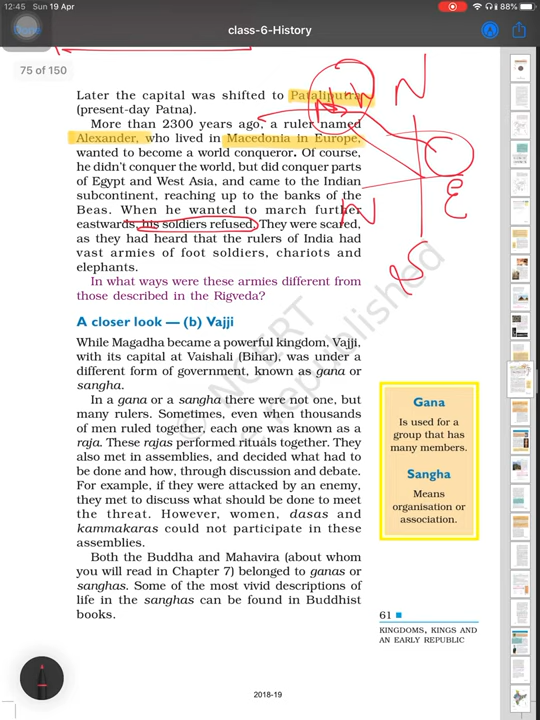 12:45 Sun 19 Apr
88%
class-6-History
75 of 150
Later the capital was shifted to Pataliputra
(present-day Patna).
More than 2300 years ago, a ruler named
Alexander, who lived in Macedonia in Europe,
wanted to become a world conqueror. Of course,
he didn't conquer the world, but did conquer parts
of Egypt and West Asia, and came to the Indian
subcontinent, reaching up to the banks of the
Beas. When he wanted to march further
eastwards, his soldiers refused. They were scared,
as they had heard that the rulers of India had
vast armies of foot soldiers, chariots and
elephants.
In what ways were these armies different from
those described in the Rigveda?
N
W
N
E
N
S
A closer look — (b) Vajji
While Magadha became a powerful kingdom, Vajji,
with its capital at Vaishali (Bihar), was under a
different form of government, known as gana or
sangha.
In a gana or a sangha there were not one, but
many rulers. Sometimes, even when thousands
of men ruled together, each one was known as a
raja. These rajas performed rituals together. They
also met in assemblies, and decided what had to
be done and how, through discussion and debate.
For example, if they were attacked by an enemy,
they met to discuss what should be done to meet
the threat. However, women, dasas and
kammakaras could not participate in these
assemblies.
Both the Buddha and Mahavira (about whom
you will read in Chapter 7) belonged to ganas or
sanghas. Some of the most vivid descriptions of
life in the sanghas can be found in Buddhist
books.
Gana
Is used for a
group that has
many members.
Sangha
Means
organisation or
association.
61
KINGDOMS, KINGS AND
AN EARLY REPUBLIC
© NCERT
republished
2018-19